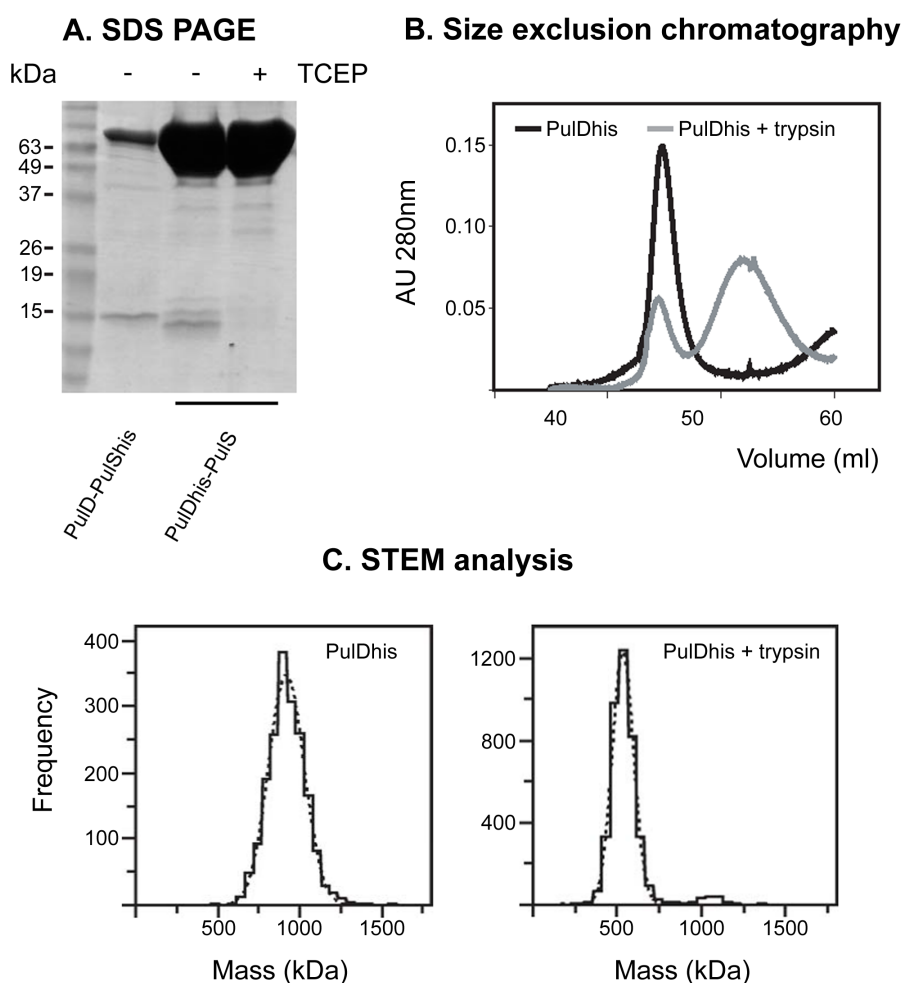 A. SDS PAGE
kDa - - + TCEP
63
49
37
26
19
15
PulD-PulShis
PulDhis-PulS
B. Size exclusion chromatography
PulDhis PulDhis + trypsin
0.15
0.10
0.05
AU 280nm
40 50 60
Volume (ml)
C. STEM analysis
PulDhis
400
300
200
100
Frequency
500 1000 1500
Mass (kDa)
PulDhis + trypsin
1200
800
400
500 1000 1500
Mass (kDa)